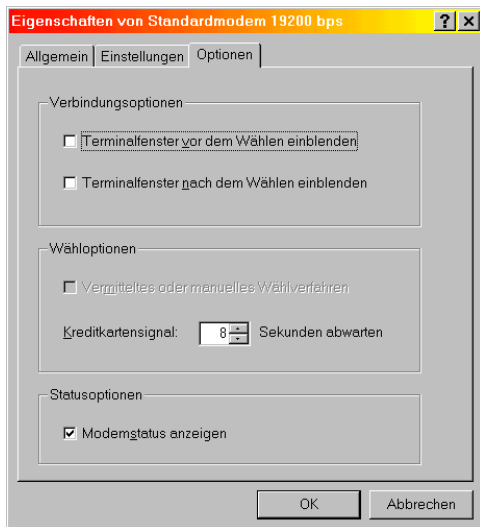 Eigenschaften von Standardmodem 19200 bps
Allgemein Einstellungen Optionen
Verbindungsoptionen
Terminalfenster vor dem Wählen einblenden
Terminalfenster nach dem Wählen einblenden
Wähloptionen
Vermitteltes oder manuelles Wählverfahren
Kreditkartensignal: 8 Sekunden abwarten
Statusoptionen
Modemstatus anzeigen
OK Abbrechen